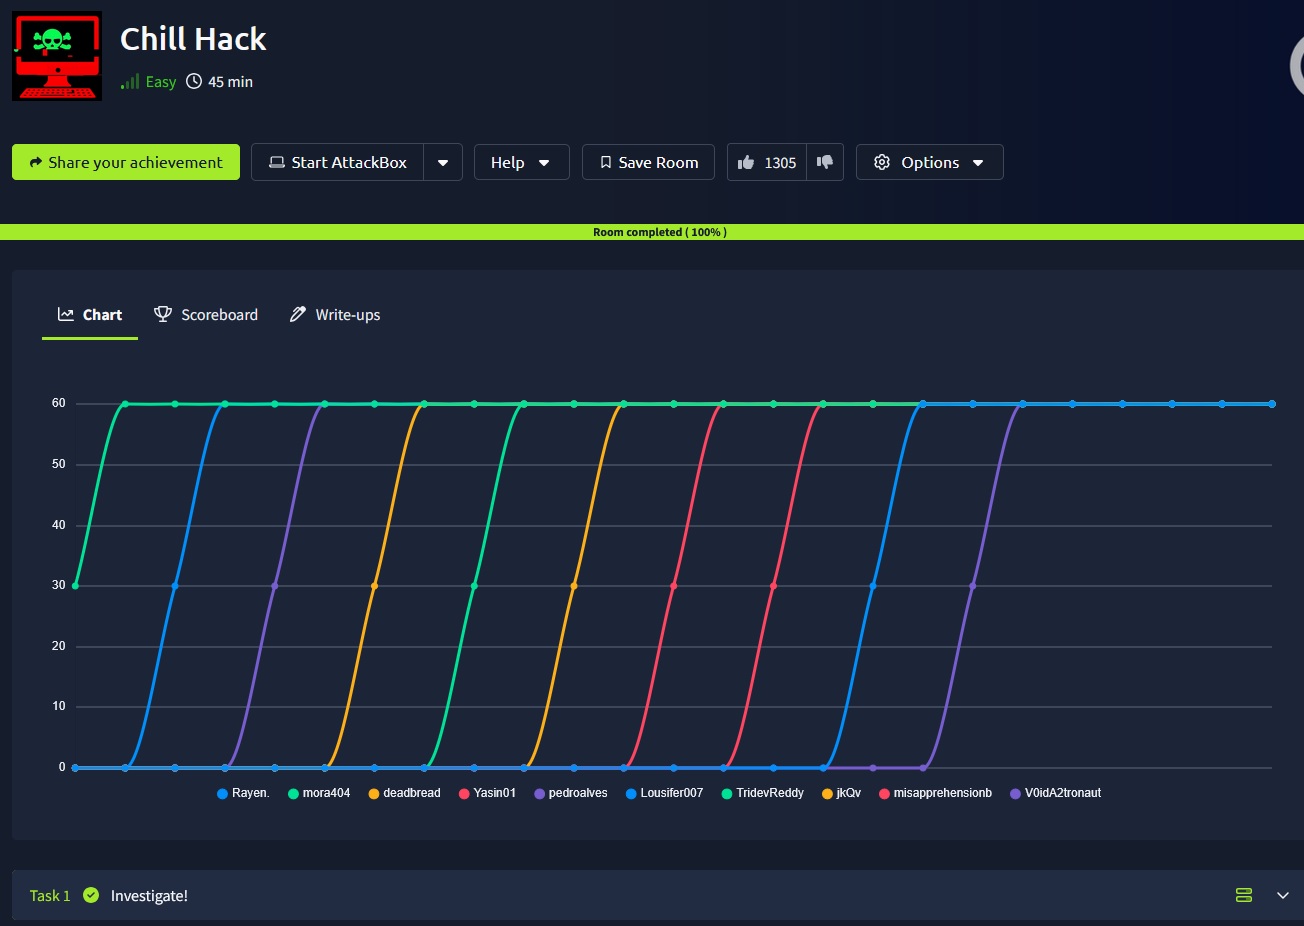 Chill Hack
Easy 45 min
Share your achievement Start AttackBox Help Save Room 1305 Options
Room completed ( 100% )
Chart Scoreboard Write-ups
60
50
40
30
20
10
0
Rayen. mora404 deadbread Yasin01 pedroalves Lousifer007 TridevReddy jkQv misapprehensionb V0idA2tronaut
Task 1 Investigate!